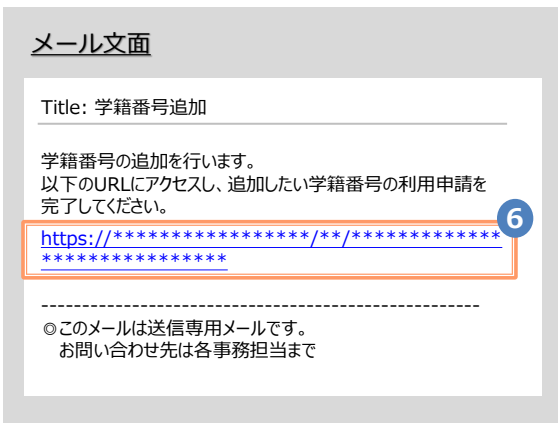 メール文面
Title: 学籍番号追加
学籍番号の追加を行います。
以下のURLにアクセスし、追加したい学籍番号の利用申請を
完了してください。
6
https://*****************/**/*************
****************
------------------------------------------------------
◎このメールは送信専用メールです。
お問い合わせ先は各事務担当まで